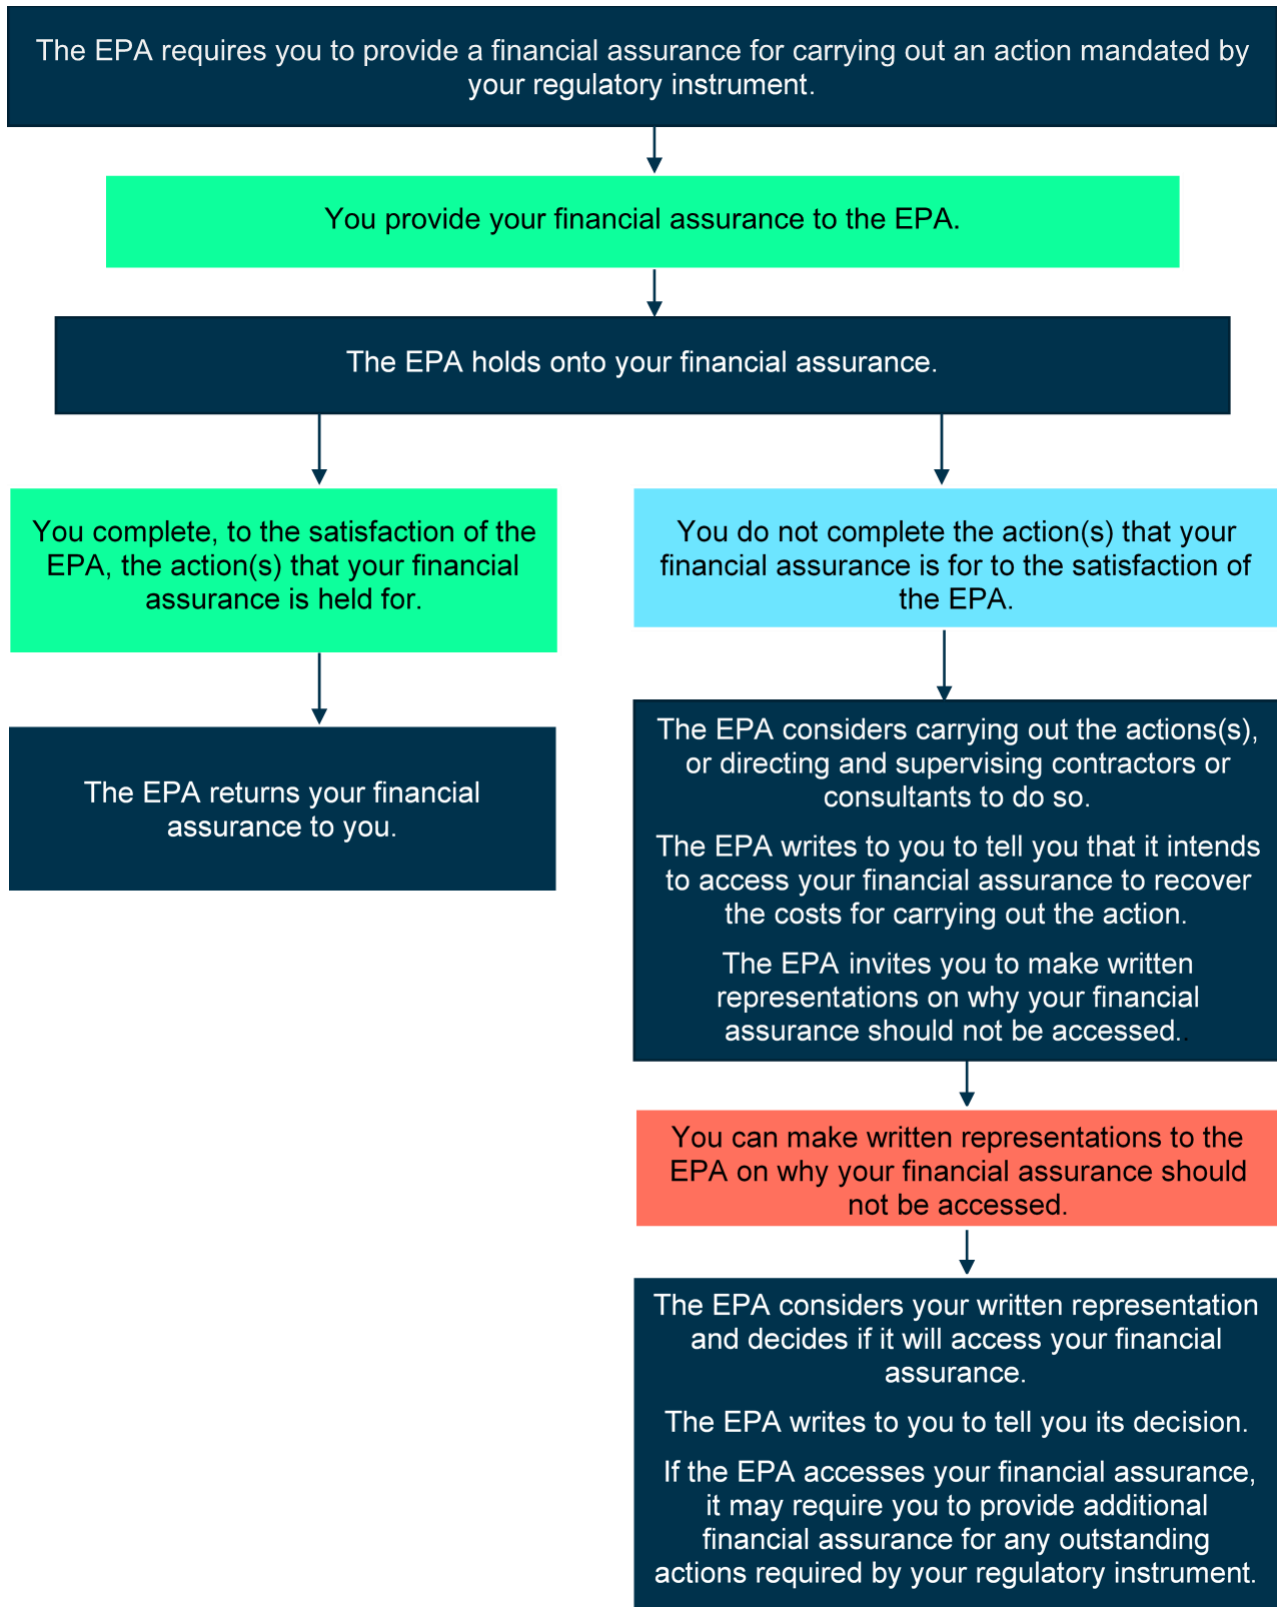 The EPA requires you to provide a financial assurance for carrying out an action mandated by
your regulatory instrument.
You provide your financial assurance to the EPA.
The EPA holds onto your financial assurance.
You complete, to the satisfaction of the
EPA, the action(s) that your financial
assurance is held for.
The EPA returns your financial
assurance to you.
You do not complete the action(s) that your
financial assurance is for to the satisfaction of
the EPA.
The EPA considers carrying out the actions(s),
or directing and supervising contractors or
consultants to do so.
The EPA writes to you to tell you that it intends
to access your financial assurance to recover
the costs for carrying out the action.
The EPA invites you to make written
representations on why your financial
assurance should not be accessed..
You can make written representations to the
EPA on why your financial assurance should
not be accessed.
The EPA considers your written representation
and decides if it will access your financial
assurance.
The EPA writes to you to tell you its decision.
If the EPA accesses your financial assurance,
it may require you to provide additional
financial assurance for any outstanding
actions required by your regulatory instrument.